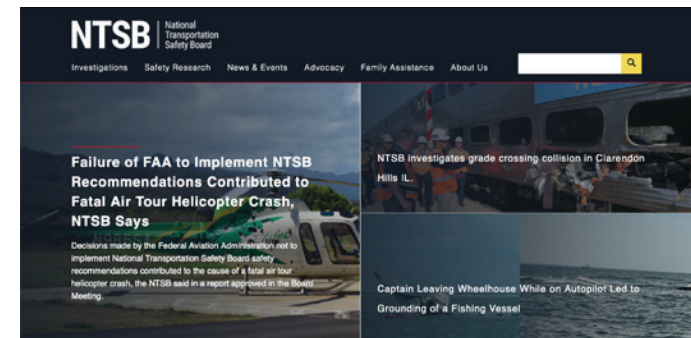 NTSB
National
Transportation
Safety Board
Investigations Safety Research News & Events Advocacy Family Assistance About Us
Failure of FAA to Implement NTSB
Recommendations Contributed to
Fatal Air Tour Helicopter Crash,
NTSB Says
Decisions made by the Federal Aviation Administration not to
implement National Transportation Safety Board safety
recommendations contributed to the cause of a fatal air tour
helicopter crash, the NTSB said in a report approved in the Board
Meeting.
NTSB investigates grade crossing collision in Clarendon
Hills IL.
Captain Leaving Wheelhouse While on Autopilot Led to
Grounding of a Fishing Vessel